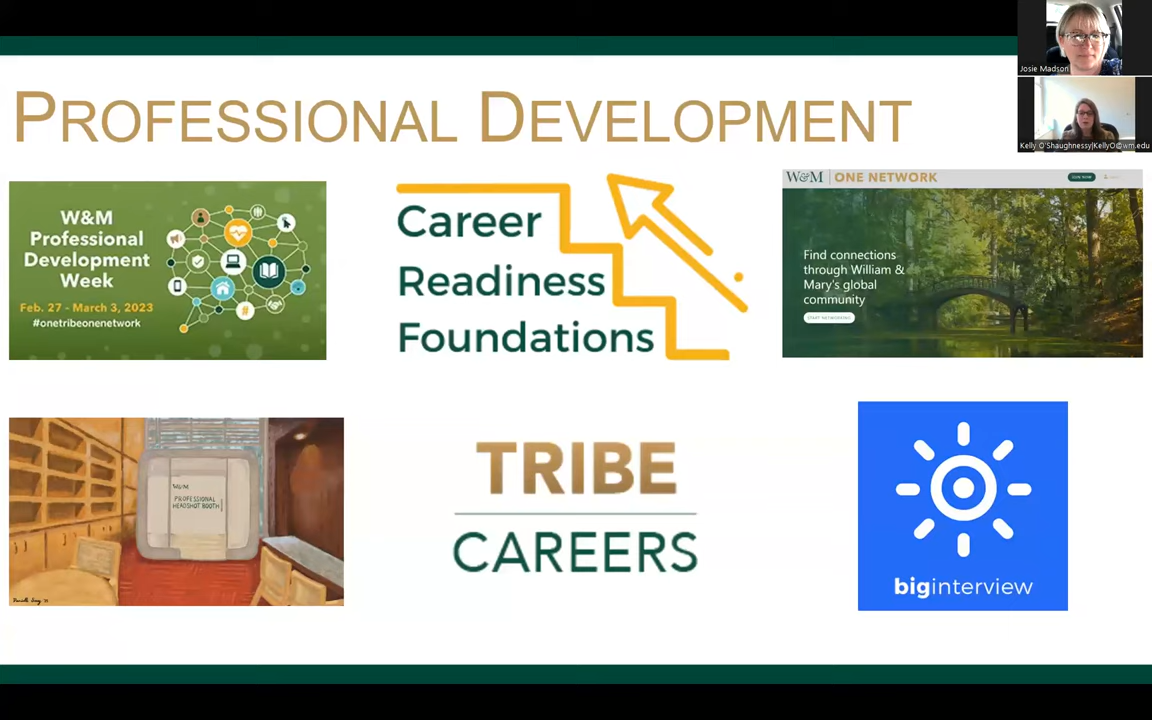 Josie Madson
Kelly O'Shaughnessy|KellyO@wm.edu
PROFESSIONAL DEVELOPMENT
W&M
Professional
Development
Week
Feb. 27 - March 3, 2023
#onetribeonenetwork
Career
Readiness
Foundations
W&M | ONE NETWORK
JOIN NOW
Find connections
through William &
Mary's global
community
START NETWORKING
W&M
PROFESSIONAL
HEADSHOT BOOTH
TRIBE
CAREERS
biginterview